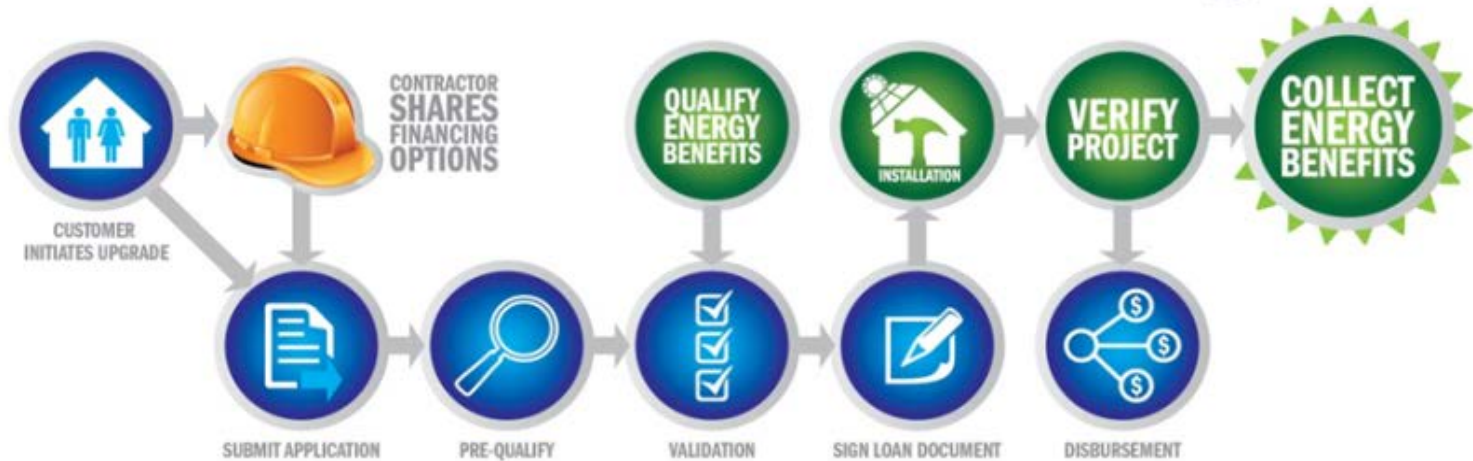 CUSTOMER
INITIATES UPGRADE
CONTRACTOR
SHARES
FINANCING
OPTIONS
QUALIFY
ENERGY
BENEFITS
INSTALLATION
VERIFY
PROJECT
COLLECT
ENERGY
BENEFITS
SUBMIT APPLICATION
PRE-QUALIFY
VALIDATION
SIGN LOAN DOCUMENT
$
$
$
DISBURSEMENT